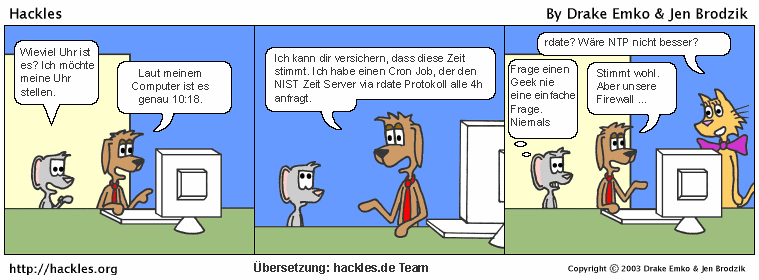 Hackles
By Drake Emko & Jen Brodzik
Wieviel Uhr ist
es? Ich möchte
meine Uhr
stellen.
Laut meinem
Computer ist es
genau 10:18.
Ich kann dir versichern, dass diese Zeit
stimmt. Ich habe einen Cron Job, der den
NIST Zeit Server via rdate Protokoll alle 4h
anfragt.
rdate? Wäre NTP nicht besser?
Frage einen
Geek nie
eine einfache
Frage.
Niemals
Stimmt wohl.
Aber unsere
Firewall ...
http://hackles.org
Übersetzung: hackles.de Team
Copyright © 2003 Drake Emko & Jen Brodzik